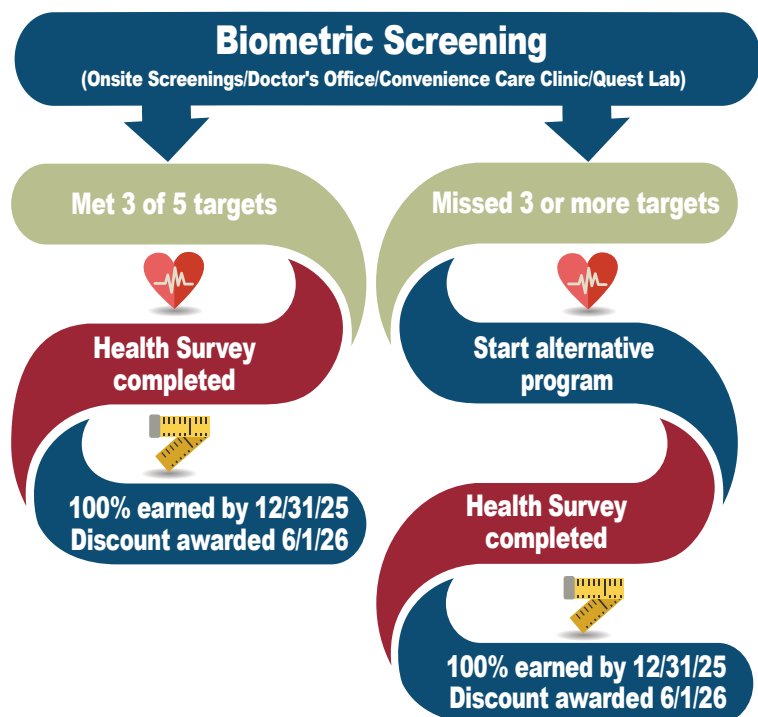 Biometric Screening
(Onsite Screenings/Doctor's Office/Convenience Care Clinic/Quest Lab)
Met 3 of 5 targets
Health Survey
completed
100% earned by 12/31/25
Discount awarded 6/1/26
Missed 3 or more targets
Start alternative
program
Health Survey
completed
100% earned by 12/31/25
Discount awarded 6/1/26